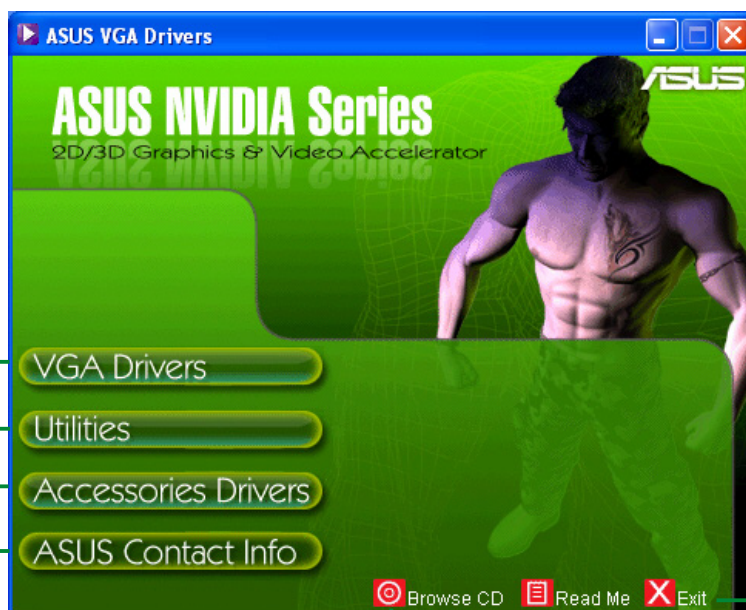 ASUS VGA Drivers
ASUS
ASUS NVIDIA Series
2D/3D Graphics & Video Accelerator
VGA Drivers
Utilities
Accessories Drivers
ASUS Contact Info
Browse CD Read Me Exit